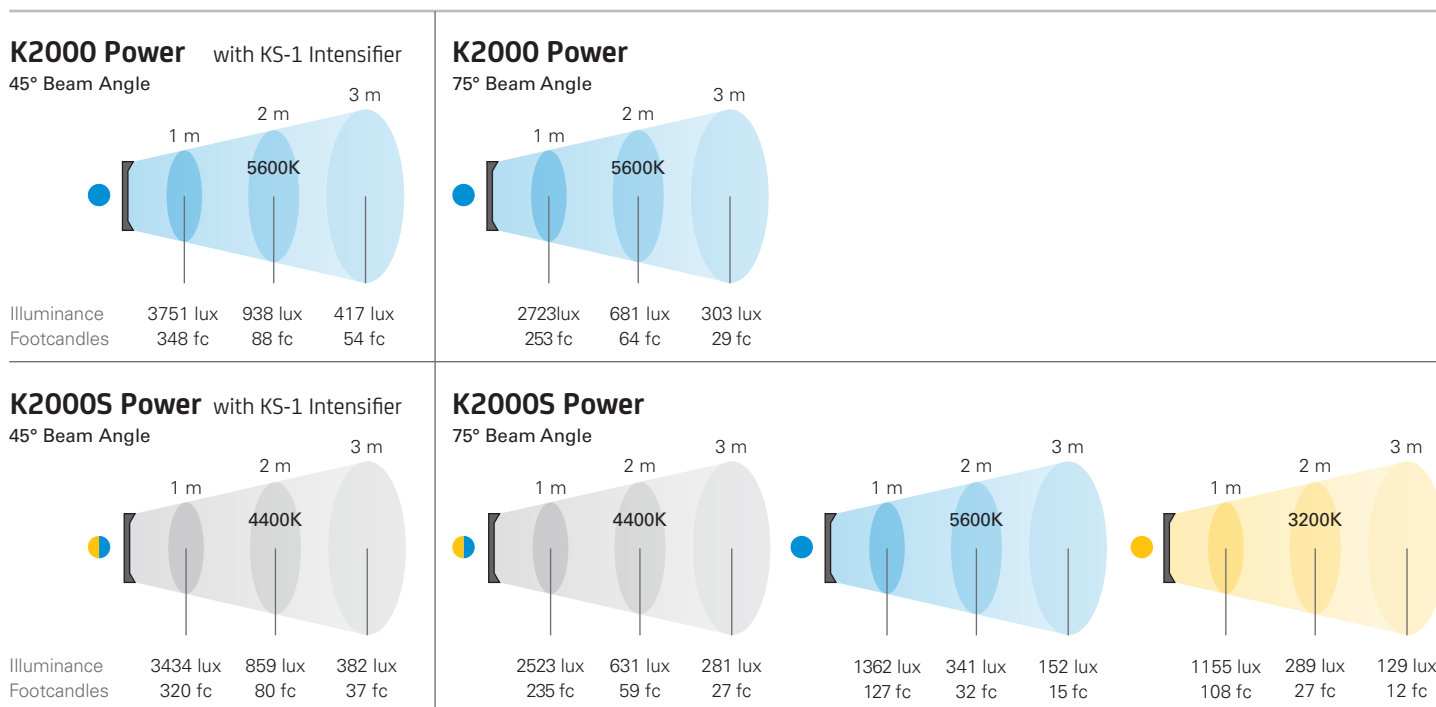 K2000 Power with KS-1 Intensifier
45° Beam Angle
3 m
2 m
1 m
5600K
Illuminance 3751 lux 938 lux 417 lux
Footcandles 348 fc 88 fc 54 fc
K2000 Power
75° Beam Angle
3 m
2 m
1 m
5600K
2723lux 681 lux 303 lux
253 fc 64 fc 29 fc
K2000S Power with KS-1 Intensifier
45° Beam Angle
3 m
2 m
1 m
4400K
Illuminance 3434 lux 859 lux 382 lux
Footcandles 320 fc 80 fc 37 fc
K2000S Power
75° Beam Angle
3 m
2 m
1 m
4400K
2523 lux 631 lux 281 lux
235 fc 59 fc 27 fc
3 m
2 m
1 m
5600K
1362 lux 341 lux 152 lux
127 fc 32 fc 15 fc
3 m
2 m
1 m
3200K
1155 lux 289 lux 129 lux
108 fc 27 fc 12 fc